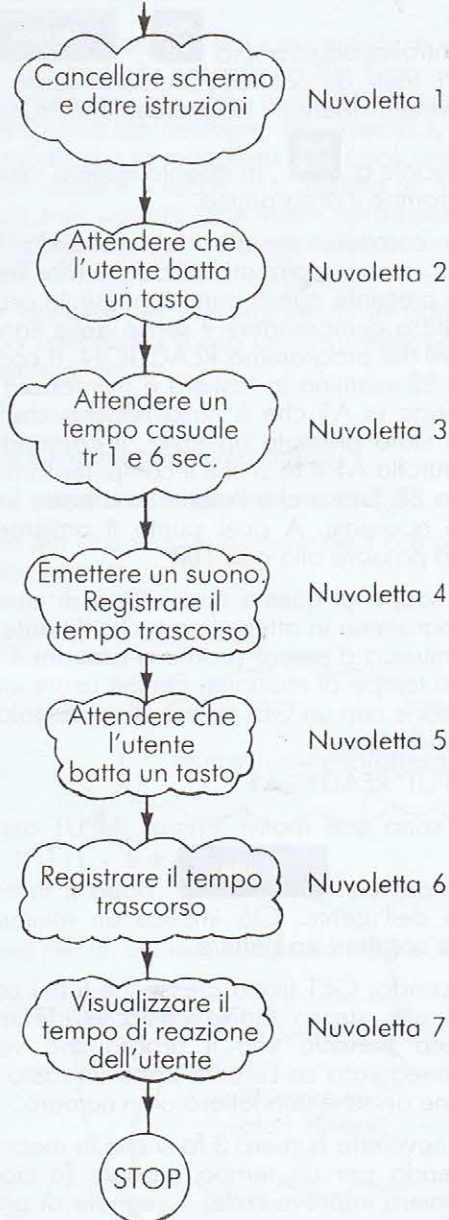 Cancellare schermo
e dare istruzioni
Nuvoletta 1
Attendere che
l'utente batta
un tasto
Nuvoletta 2
Attendere un
tempo casuale
tr 1 e 6 sec.
Nuvoletta 3
Emettere un suono.
Registrare il
tempo trascorso
Nuvoletta 4
Attendere che
l'utente
batta un tasto
Nuvoletta 5
Registrare il tempo
trascorso
Nuvoletta 6
Visualizzare il
tempo di reazione
dell'utente
Nuvoletta 7
STOP